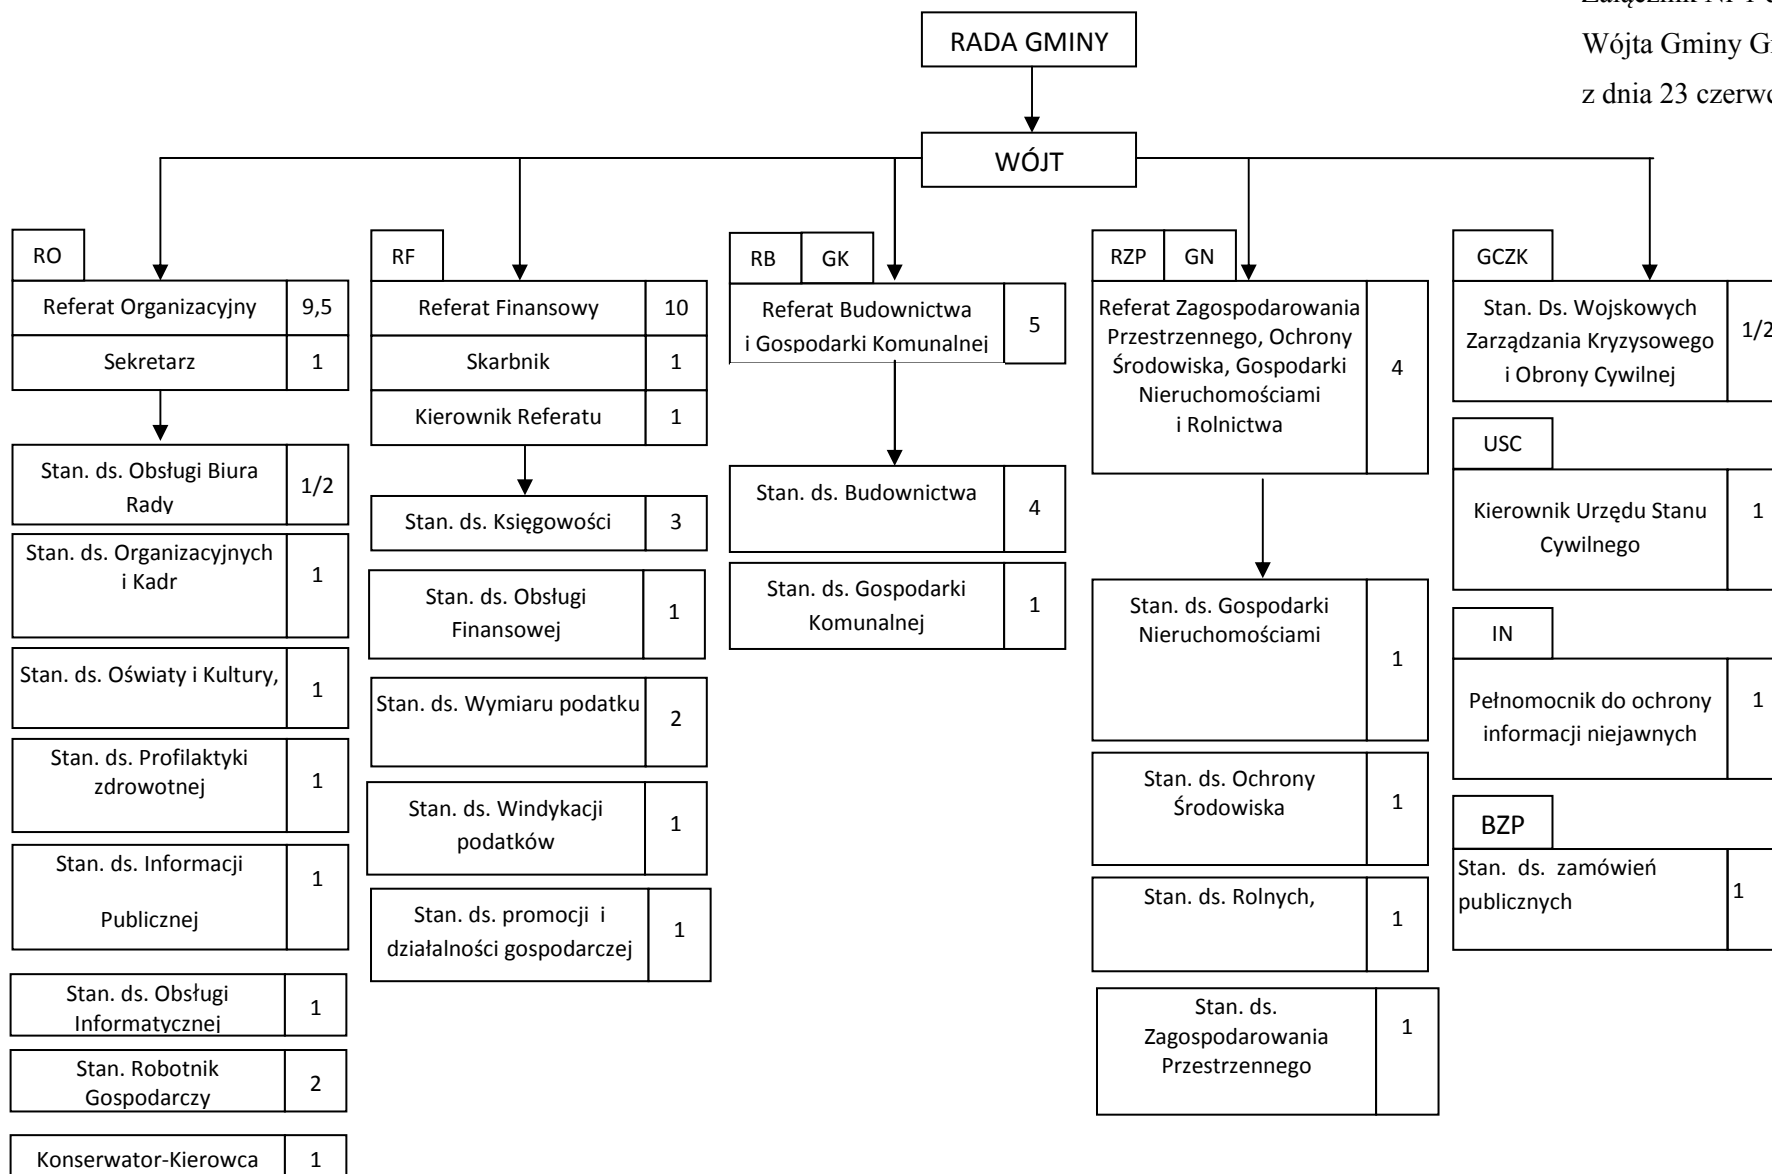 Wójta Gminy
z dnia 23
RADA GMINY
WÓJT
RO
Referat Organizacyjny 9,5
Sekretarz 1
Stan. ds. Obsługi Biura
Rady
1/2
Stan. ds. Organizacyjnych
i Kadr
1
Stan. ds. Oświaty i Kultury,
1
Stan. ds. Profilaktyki
zdrowotnej
1
Stan. ds. Informacji
Publicznej
1
Stan. ds. Obsługi
Informatycznej
1
Stan. Robotnik
Gospodarczy
2
Konserwator-Kierowca 1
RF
Referat Finansowy 10
Skarbnik 1
Kierownik Referatu 1
Stan. ds. Księgowości 3
Stan. ds. Obsługi
Finansowej
1
Stan. ds. Wymiaru podatku
2
Stan. ds. Windykacji
podatków
1
Stan. ds. promocji i
działalności gospodarczej
1
RB GK
Referat Budownictwa
i Gospodarki Komunalnej
5
Stan. ds. Budownictwa
4
Stan. ds. Gospodarki
Komunalnej
1
RZP GN
Referat Zagospodarowania
Przestrzennego, Ochrony
Środowiska, Gospodarki
Nieruchomościami
i Rolnictwa
4
Stan. ds. Gospodarki
Nieruchomościami
1
Stan. ds. Ochrony
Środowiska
1
Stan. ds. Rolnych,
1
Stan. ds.
Zagospodarowania
Przestrzennego
1
GCZK
Stan. Ds. Wojskowych
Zarządzania Kryzysowego
i Obrony Cywilnej
1/2
USC
Kierownik Urzędu Stanu
Cywilnego
1
IN
Pełnomocnik do ochrony
informacji niejawnych
1
BZP
Stan. ds. zamówień
publicznych
1